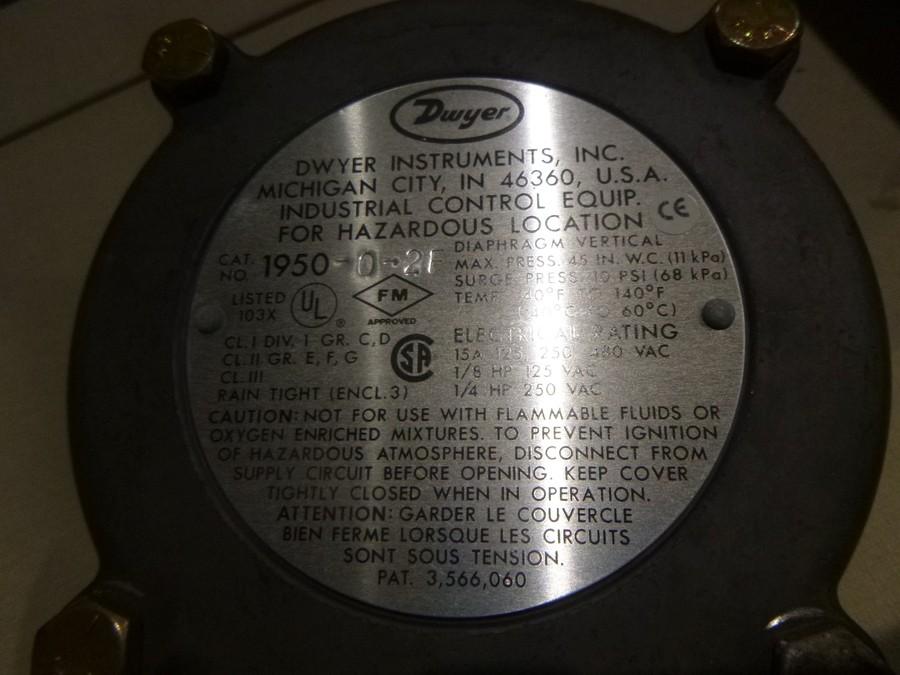 Dwyer
DWYER INSTRUMENTS, INC.
MICHIGAN CITY, IN 46360, U.S.A.
INDUSTRIAL CONTROL EQUIP.
FOR HAZARDOUS LOCATION CE
CAT. NO. 1950-0-2F
DIAPHRAGM VERTICAL
MAX. PRESS. 45 IN. W.C. (11 kPa)
SURGE PRESS. 10 PSI (68 kPa)
TEMP. 140°F
60°C)
LISTED
103X
UL ®
FM
APPROVED
CL. I DIV. 1 GR. C, D
CL. II GR. E, F, G
CL. III
RAIN TIGHT (ENCL. 3)
SA
ELECTRICAL RATING
15A 125, 250, 480 VAC
1/8 HP 125 VAC
1/4 HP 250 VAC
CAUTION: NOT FOR USE WITH FLAMMABLE FLUIDS OR
OXYGEN ENRICHED MIXTURES. TO PREVENT IGNITION
OF HAZARDOUS ATMOSPHERE, DISCONNECT FROM
SUPPLY CIRCUIT BEFORE OPENING. KEEP COVER
TIGHTLY CLOSED WHEN IN OPERATION.
ATTENTION: GARDER LE COUVERCLE
BIEN FERME LORSQUE LES CIRCUITS
SONT SOUS TENSION.
PAT. 3,566,060